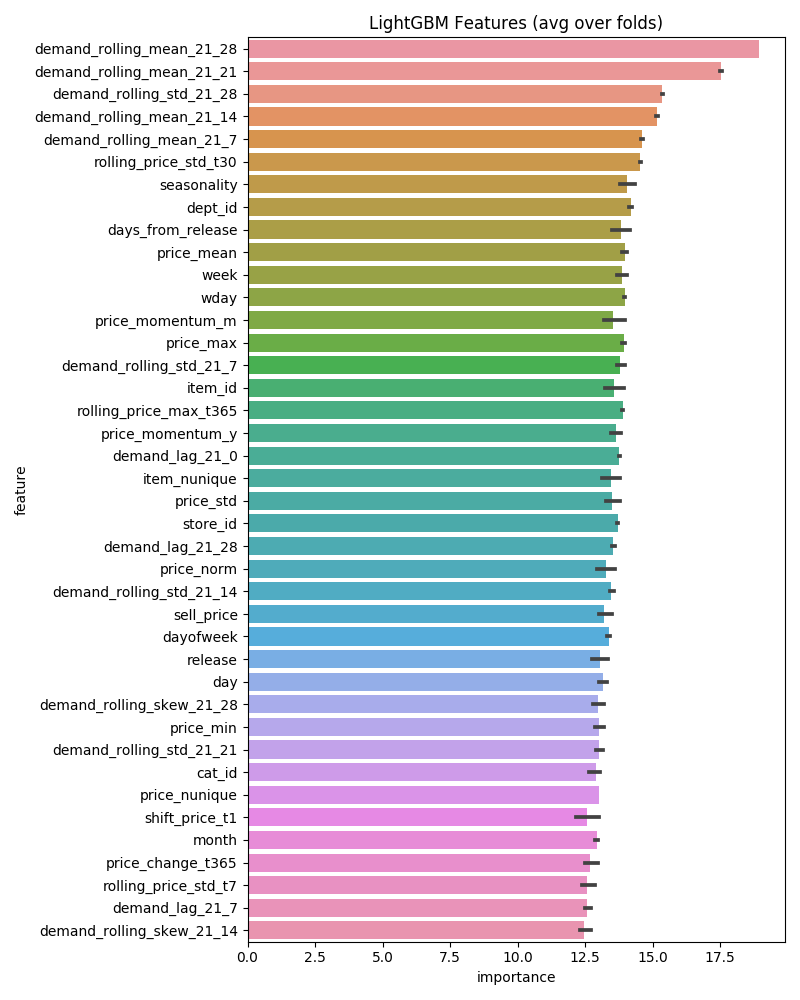 LightGBM Features (avg over folds)
demand_rolling_mean_21_28
demand_rolling_mean_21_21
demand_rolling_std_21_28
demand_rolling_mean_21_14
demand_rolling_mean_21_7
rolling_price_std_t30
seasonality
dept_id
days_from_release
price_mean
week
wday
price_momentum_m
price_max
demand_rolling_std_21_7
item_id
rolling_price_max_t365
price_momentum_y
demand_lag_21_0
item_nunique
price_std
store_id
demand_lag_21_28
price_norm
demand_rolling_std_21_14
sell_price
dayofweek
release
day
demand_rolling_skew_21_28
price_min
demand_rolling_std_21_21
cat_id
price_nunique
shift_price_t1
month
price_change_t365
rolling_price_std_t7
demand_lag_21_7
demand_rolling_skew_21_14
feature
0.0 2.5 5.0 7.5 10.0 12.5 15.0 17.5
importance